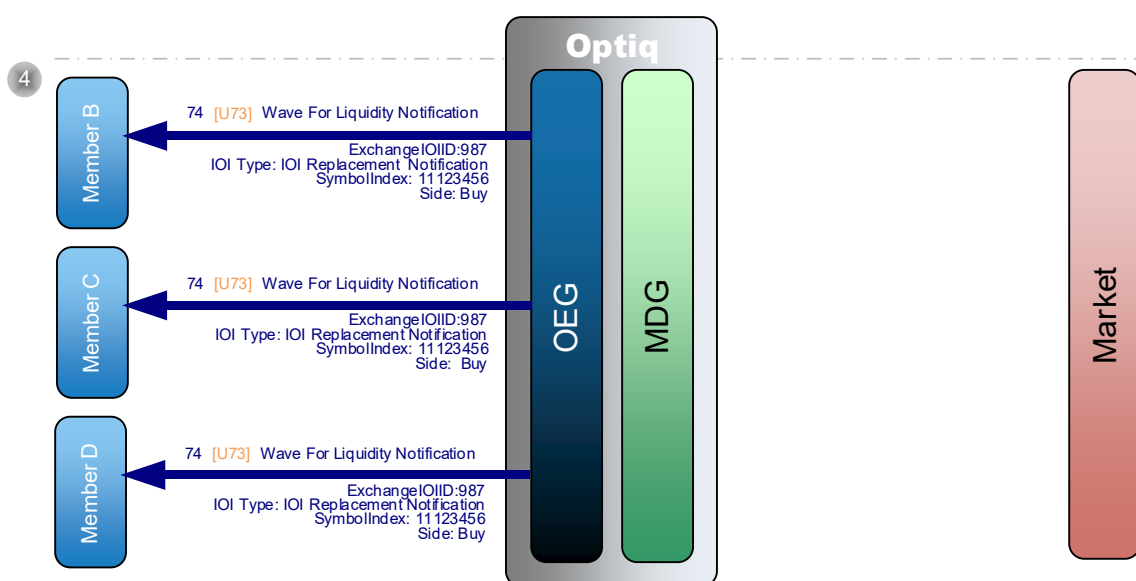 Optiq
4
Member B
74 [U73] Wave For Liquidity Notification
ExchangeIOIID:987
IOI Type: IOI Replacement Notification
SymbolIndex: 11123456
Side: Buy
Member C
74 [U73] Wave For Liquidity Notification
ExchangeIOIID:987
IOI Type: IOI Replacement Notification
SymbolIndex: 11123456
Side: Buy
Member D
74 [U73] Wave For Liquidity Notification
ExchangeIOIID:987
IOI Type: IOI Replacement Notification
SymbolIndex: 11123456
Side: Buy
OEG
MDG
Market